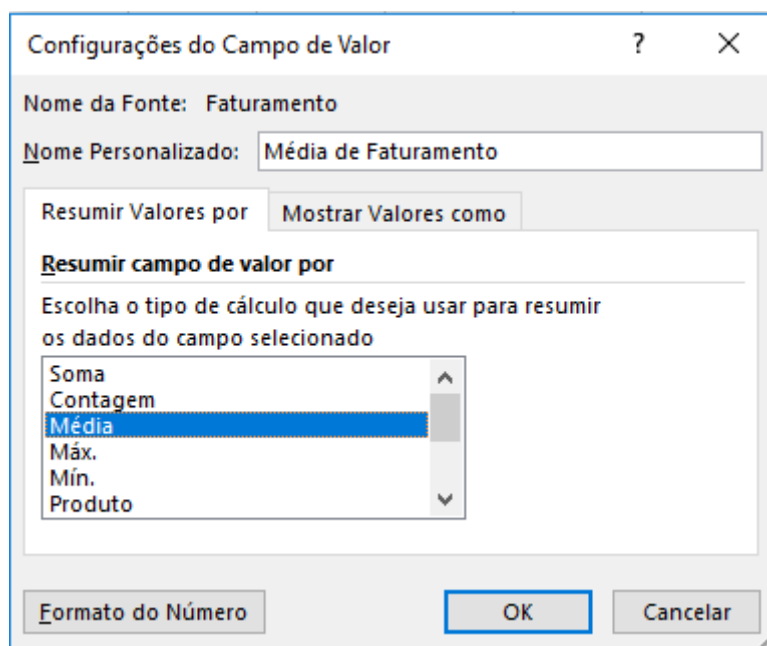 Configurações do Campo de Valor ? ×
Nome da Fonte: Faturamento
Nome Personalizado: Média de Faturamento
Resumir Valores por Mostrar Valores como
Resumir campo de valor por
Escolha o tipo de cálculo que deseja usar para resumir
os dados do campo selecionado
Soma
Contagem
Média
Máx.
Mín.
Produto
Formato do Número OK Cancelar